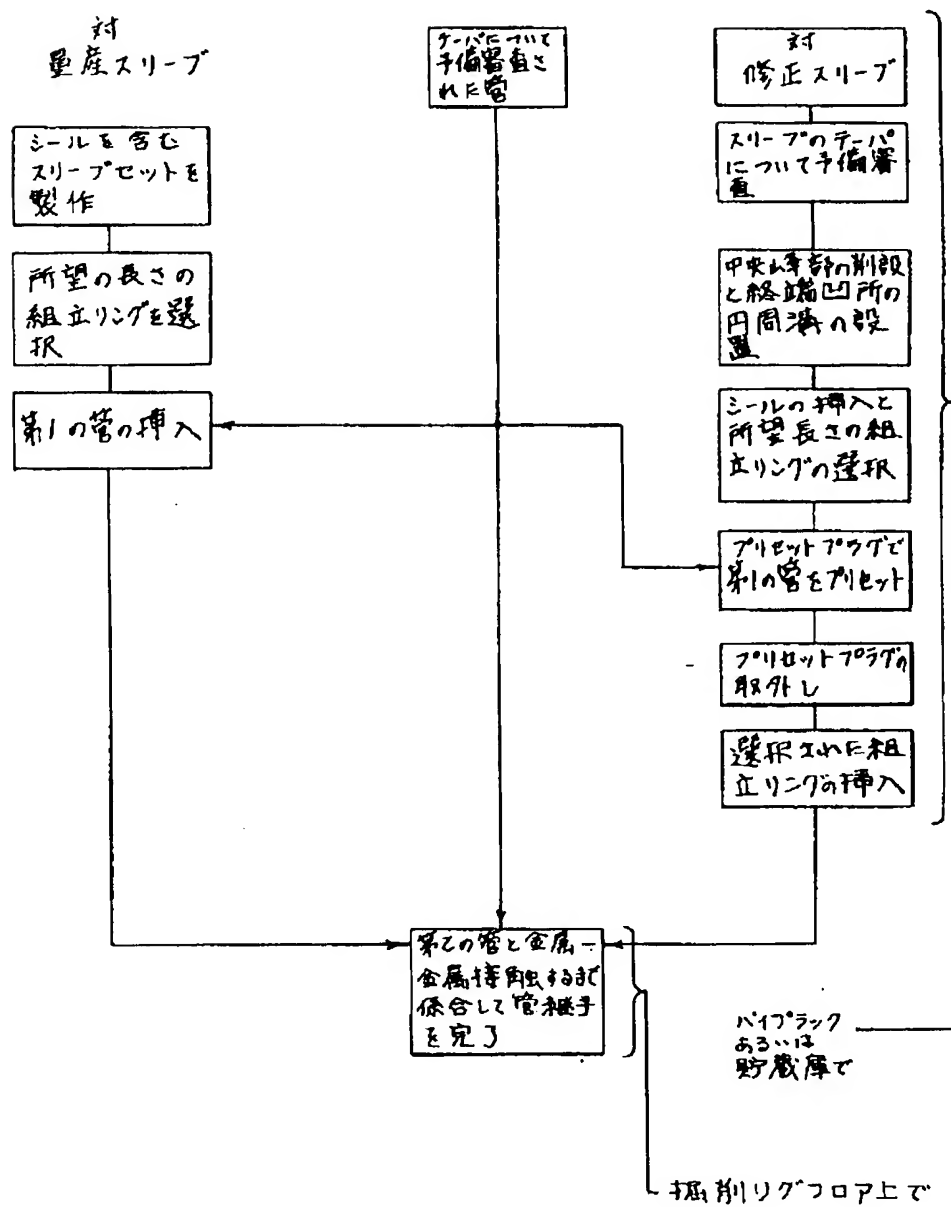 対
量産スリーブ
シールを含む
スリーブセットを
製作
所望の長さの
組立リングを選
択
第1の管の挿入
テーパについて
予備審査さ
れた管
対
修正スリーブ
スリーブのテーパ
について予備審
査
中央山部の削設
と終端凹所の
円周溝の設
置
シールの挿入と
所望長さの組
立リングの選択
プリセットプラグで
第1の管をプリセット
プリセットプラグの
取外し
選択された組
立リングの挿入
第2の管と金属-
金属接触するまで
係合して管継手
を完了
パイプラック
あるいは
貯蔵庫で
掘削リグフロア上で